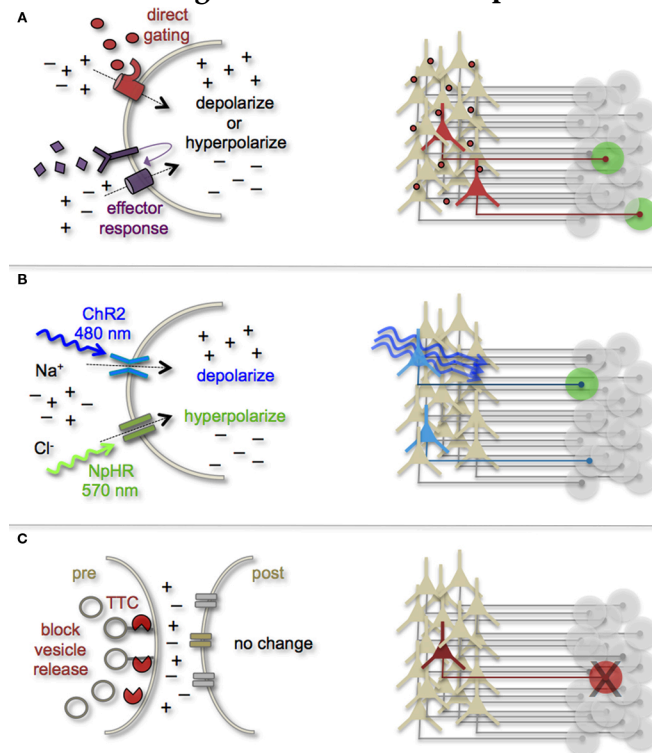 A
direct
gating
depolarize
or
hyperpolarize
effector
response
B
ChR2
480 nm
Na+
depolarize
hyperpolarize
Cl-
NpHR
570 nm
C
pre
post
TTC
block
vesicle
release
no change